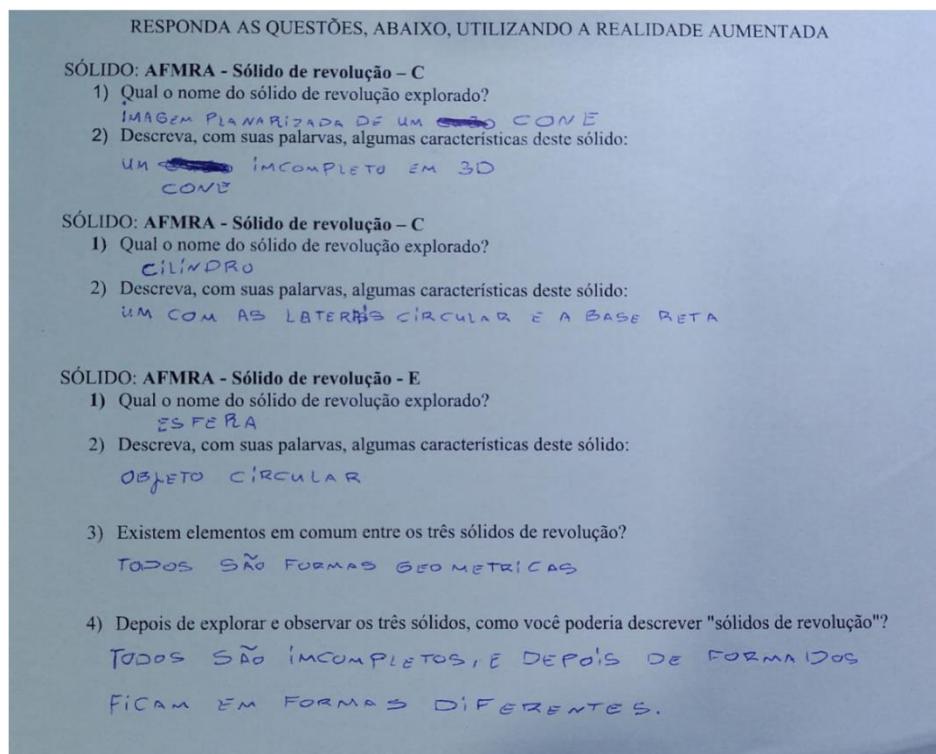 RESPONDA AS QUESTÕES, ABAIXO, UTILIZANDO A REALIDADE AUMENTADA
SÓLIDO: AFMRA - Sólido de revolução – C
1) Qual o nome do sólido de revolução explorado?
IMAGEM PLANARIZADA DE UM CONE
2) Descreva, com suas palarvas, algumas características deste sólido:
UM IMCOMPLETO EM 3D
CONE
SÓLIDO: AFMRA - Sólido de revolução – C
1) Qual o nome do sólido de revolução explorado?
CILINDRO
2) Descreva, com suas palarvas, algumas características deste sólido:
UM COM AS LATERAIS CIRCULAR E A BASE RETA
SÓLIDO: AFMRA - Sólido de revolução - E
1) Qual o nome do sólido de revolução explorado?
ESFERA
2) Descreva, com suas palarvas, algumas características deste sólido:
OBJETO CIRCULAR
3) Existem elementos em comum entre os três sólidos de revolução?
TODOS SÃO FORMAS GEOMETRICAS
4) Depois de explorar e observar os três sólidos, como você poderia descrever "sólidos de revolução"?
TODOS SÃO IMCOMPLETOS, E DEPOIS DE FORMADOS
FICAM EM FORMAS DIFERENTES.